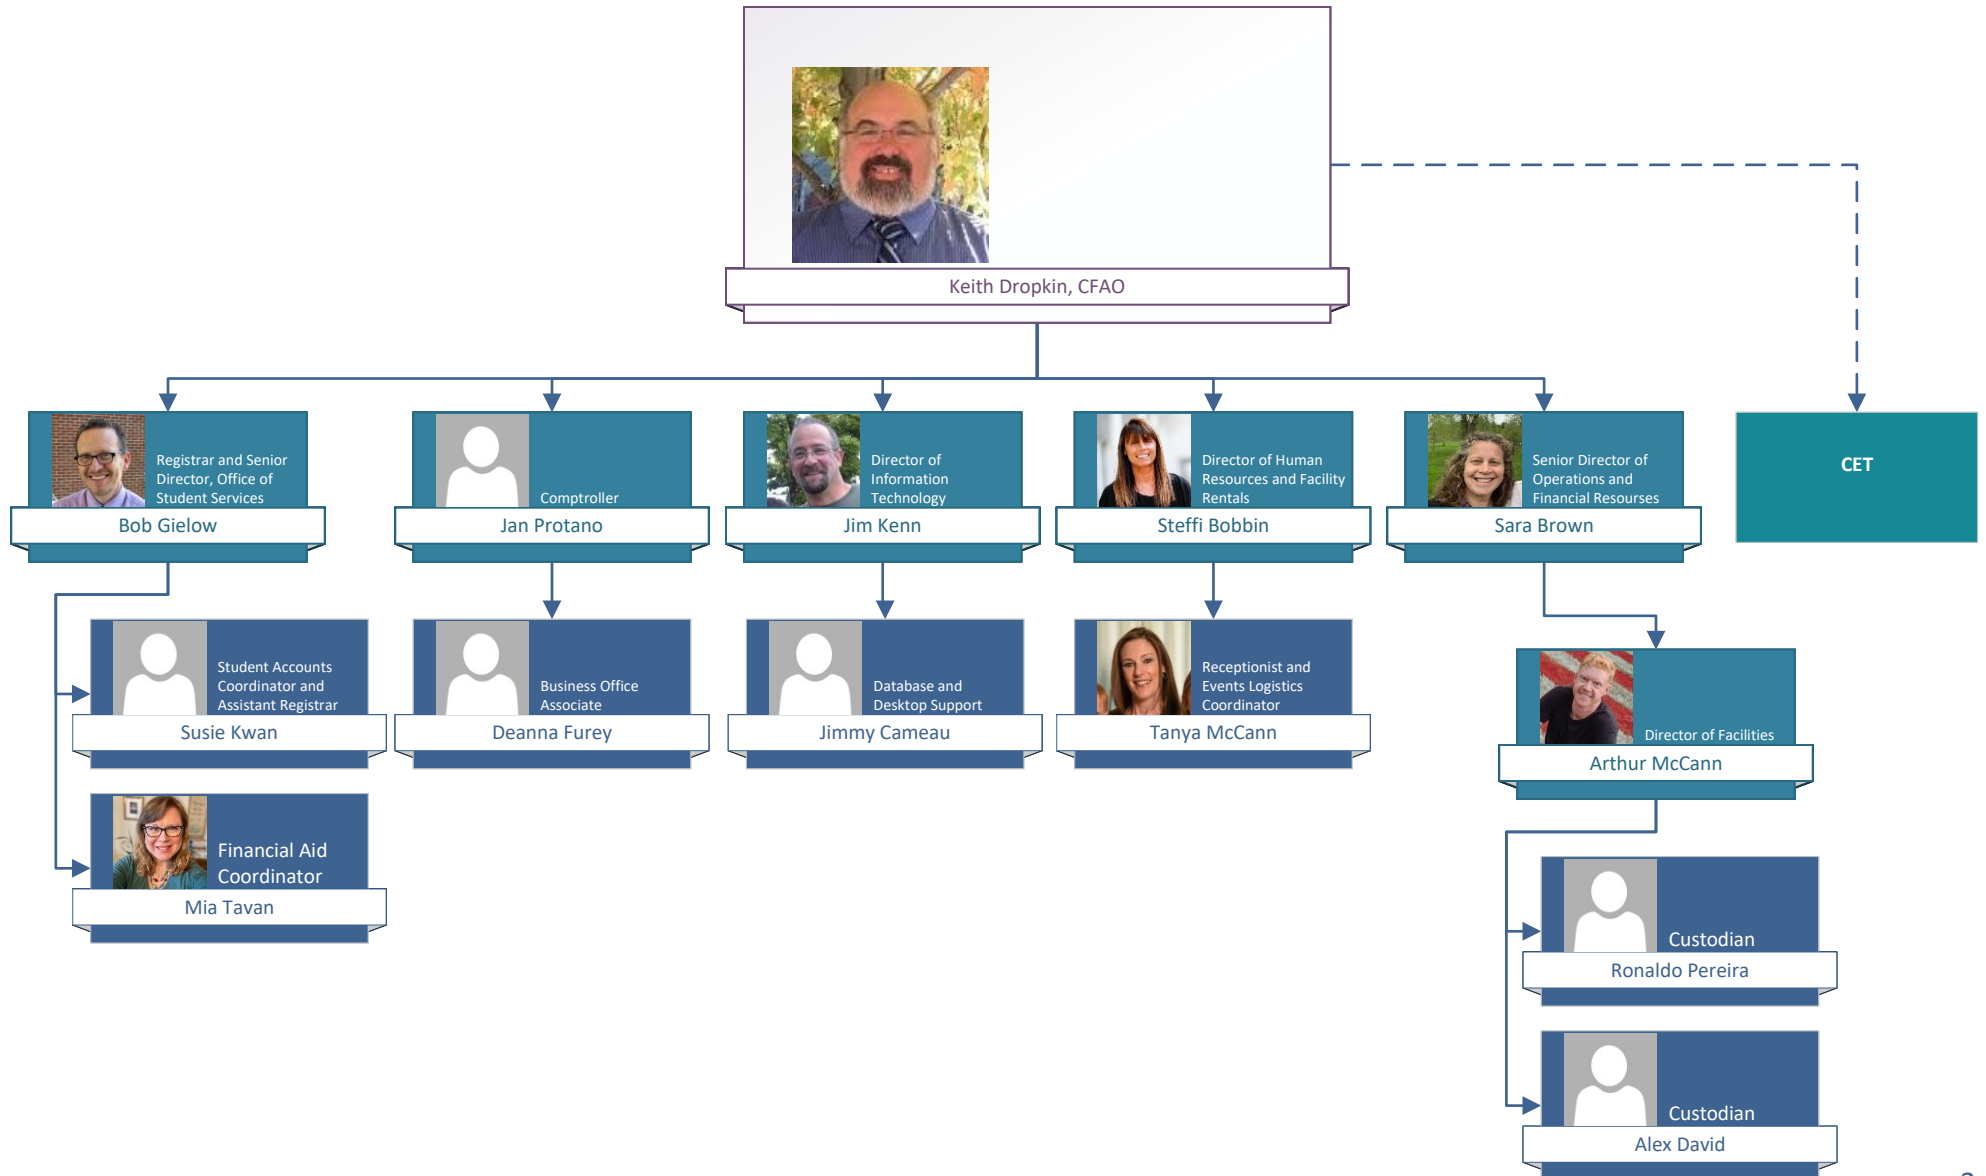 Keith Dropkin, CFAO
Registrar and Senior
Director, Office of
Student Services
Bob Gielow
Comptroller
Jan Protano
Director of
Information
Technology
Jim Kenn
Director of Human
Resources and Facility
Rentals
Steffi Bobbin
Senior Director of
Operations and
Financial Resourses
Sara Brown
CET
Student Accounts
Coordinator and
Assistant Registrar
Susie Kwan
Business Office
Associate
Deanna Furey
Database and
Desktop Support
Jimmy Cameau
Receptionist and
Events Logistics
Coordinator
Tanya McCann
Director of Facilities
Arthur McCann
Financial Aid
Coordinator
Mia Tavan
Custodian
Ronaldo Pereira
Custodian
Alex David